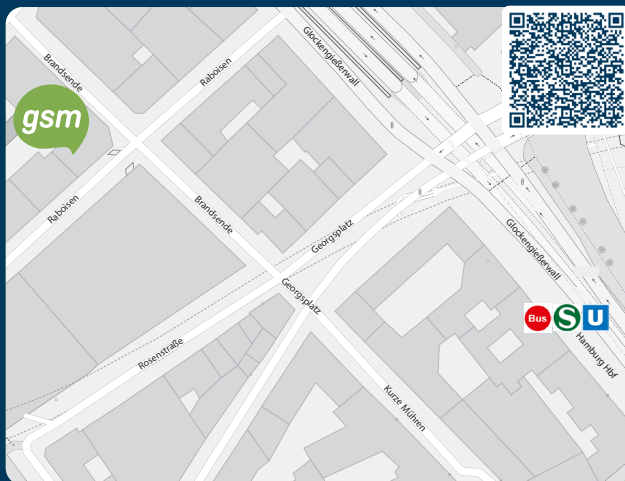 Brandsende
Raboisen
Glockengießerwall
gsm
Raboisen
Brandsende
Georgsplatz
Glockengießerwall
Georgsplatz
Bus
S
U
Rosenstraße
Hamburg Hbf
Kurze Mühren